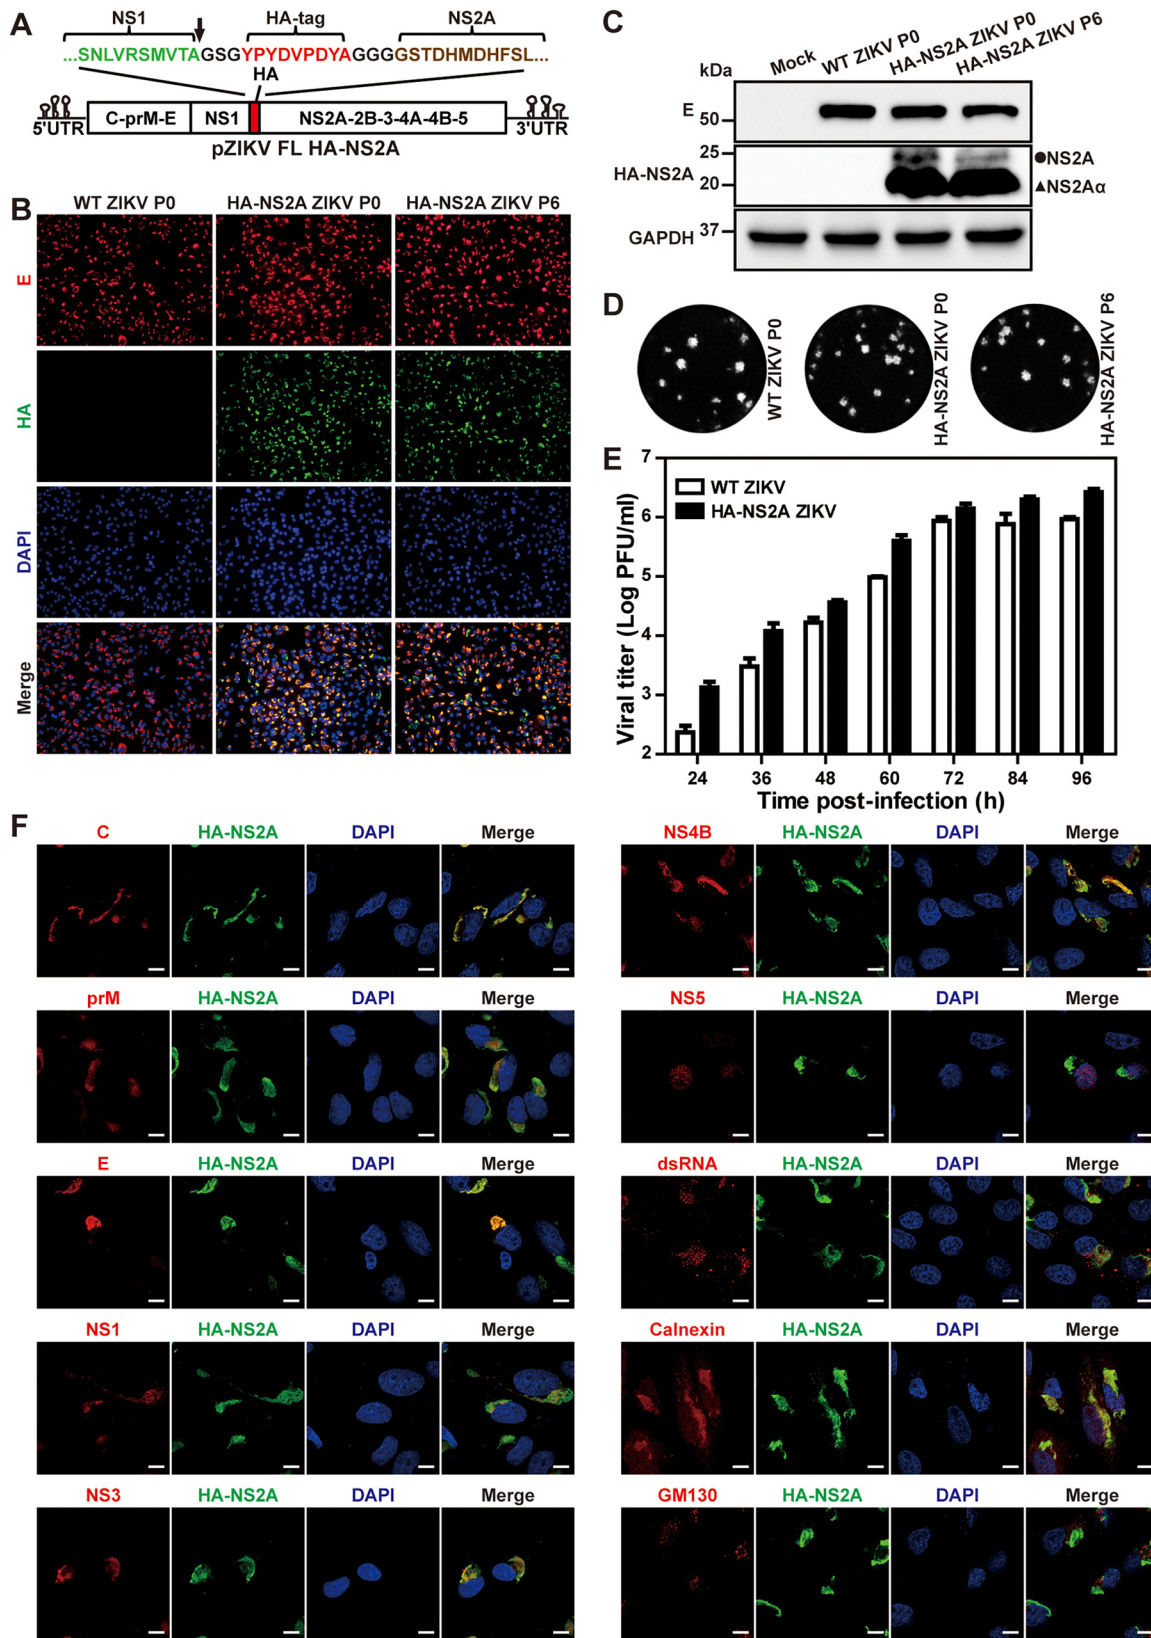 A
NS1 HA-tag NS2A
...SNLVRSMVTAGSGYPYDVPDYAGGGGSTDHMDHFSL...
HA
5'UTR C-prM-E NS1 NS2A-2B-3-4A-4B-5 3'UTR
pZIKV FL HA-NS2A
B
WT ZIKV P0 HA-NS2A ZIKV P0 HA-NS2A ZIKV P6
E
HA
DAPI
Merge
C
kDa Mock WT ZIKV P0 HA-NS2A ZIKV P0 HA-NS2A ZIKV P6
E 50
HA-NS2A 25 ●NS2A
20 ▲NS2Aα
GAPDH 37
D
WT ZIKV P0
HA-NS2A ZIKV P0
HA-NS2A ZIKV P6
E
Viral titer (Log PFU/ml)
7
6
5
4
3
2
WT ZIKV
HA-NS2A ZIKV
24 36 48 60 72 84 96
Time post-infection (h)
F
C HA-NS2A DAPI Merge
prM HA-NS2A DAPI Merge
E HA-NS2A DAPI Merge
NS1 HA-NS2A DAPI Merge
NS3 HA-NS2A DAPI Merge
NS4B HA-NS2A DAPI Merge
NS5 HA-NS2A DAPI Merge
dsRNA HA-NS2A DAPI Merge
Calnexin HA-NS2A DAPI Merge
GM130 HA-NS2A DAPI Merge